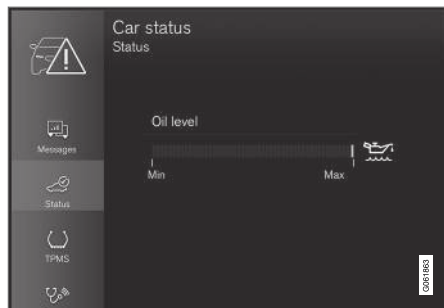 Car status
Status
Messages
Status
TPMS
Oil level
Min Max
G061863